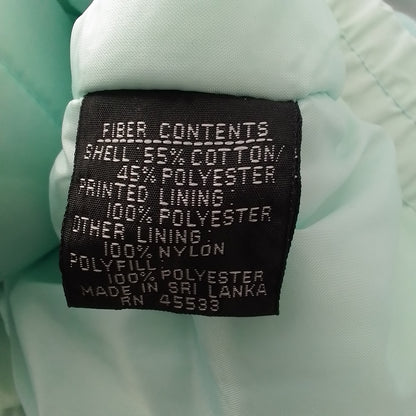 FIBER CONTENTS
SHELL: 55% COTTON/
45% POLYESTER
PRINTED LINING:
100% POLYESTER
OTHER LINING:
100% NYLON
POLYFILL:
100% POLYESTER
MADE IN SRI LANKA
RN 45533